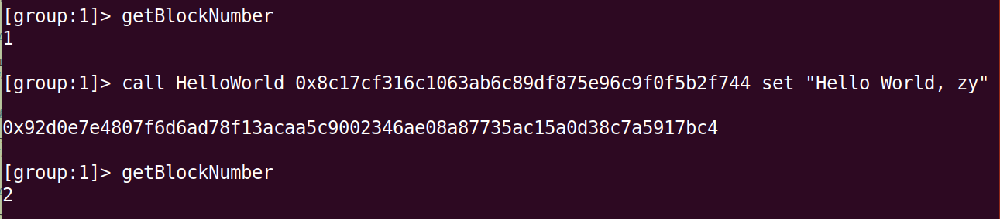 [group:1]> getBlockNumber
1
[group:1]> call HelloWorld 0x8c17cf316c1063ab6c89df875e96c9f0f5b2f744 set "Hello World, zy"
0x92d0e7e4807f6d6ad78f13acaa5c9002346ae08a87735ac15a0d38c7a5917bc4
[group:1]> getBlockNumber
2